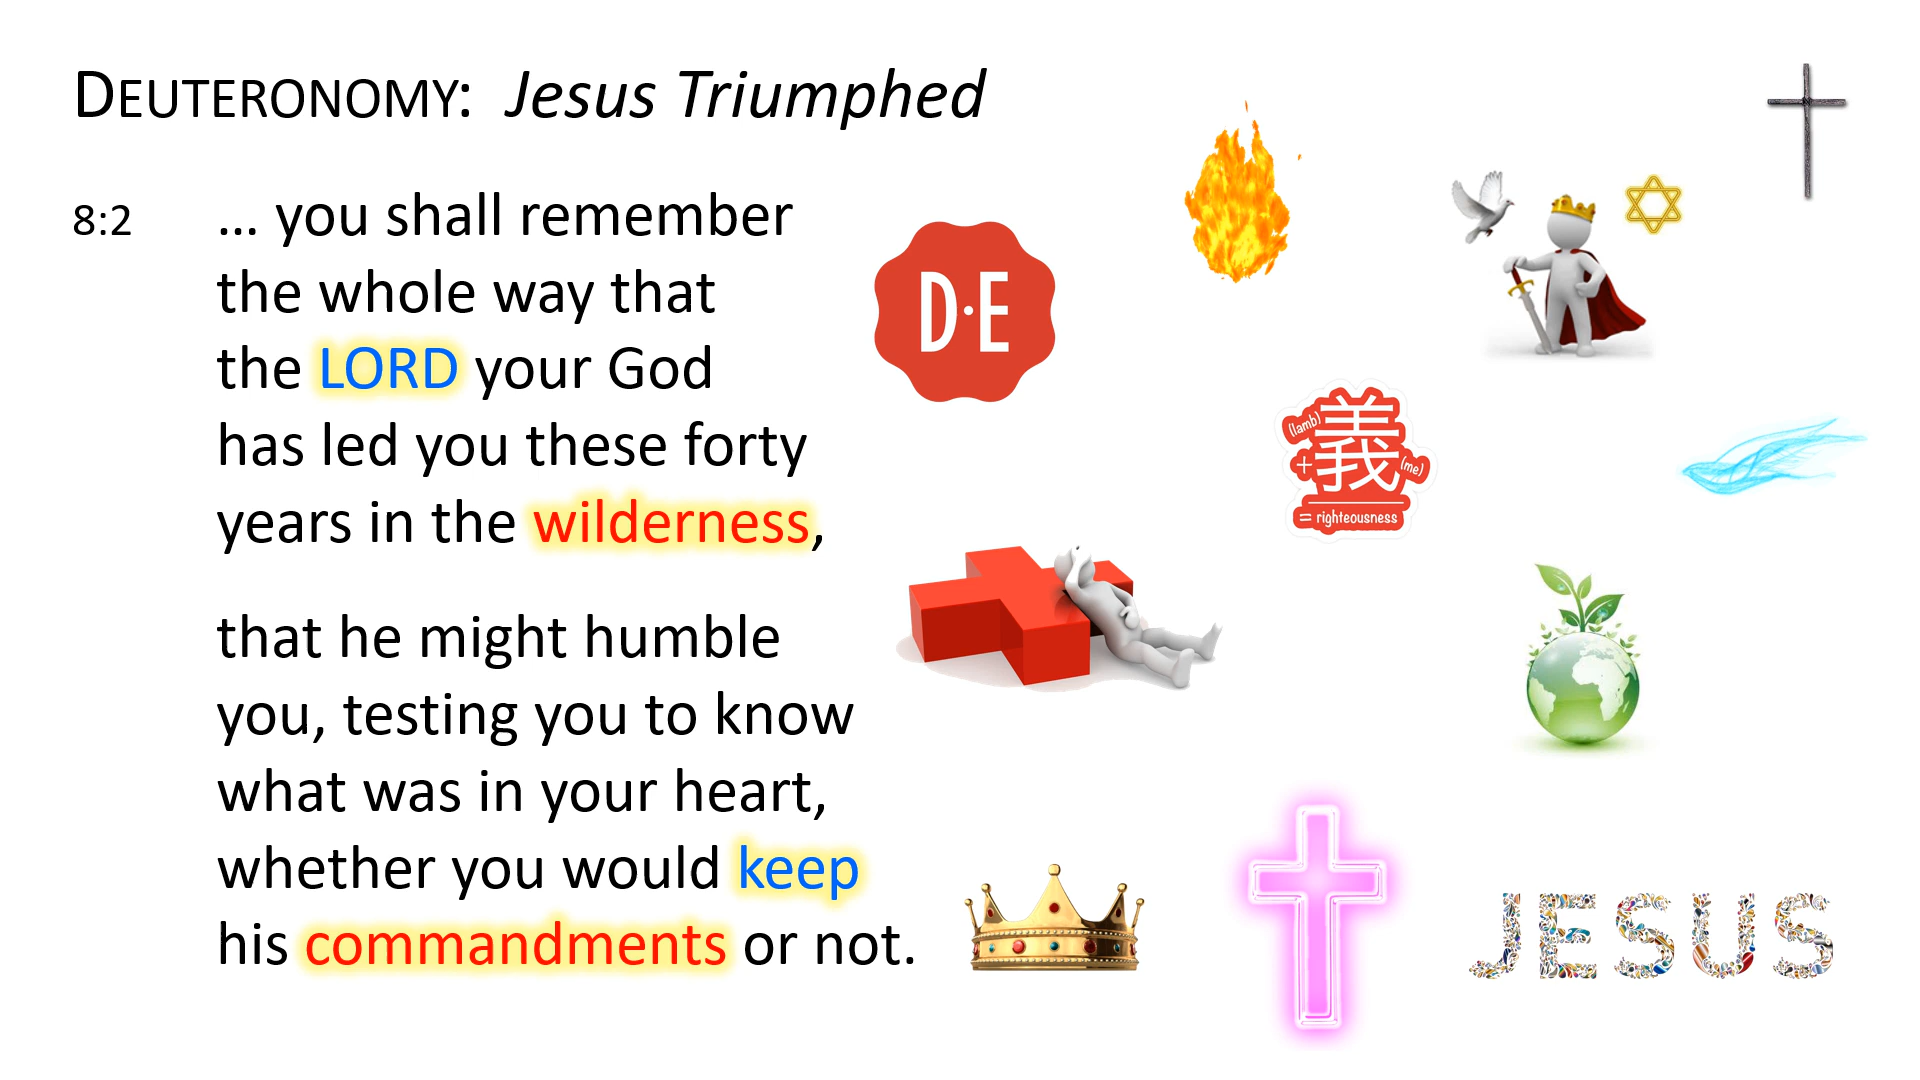 DEUTERONOMY: Jesus Triumphed
8:2 ... you shall remember
the whole way that
the LORD your God
has led you these forty
years in the wilderness,
that he might humble
you, testing you to know
what was in your heart,
whether you would keep
his commandments or not.
D·E
(lamb)
+義(me)
= righteousness
JESUS